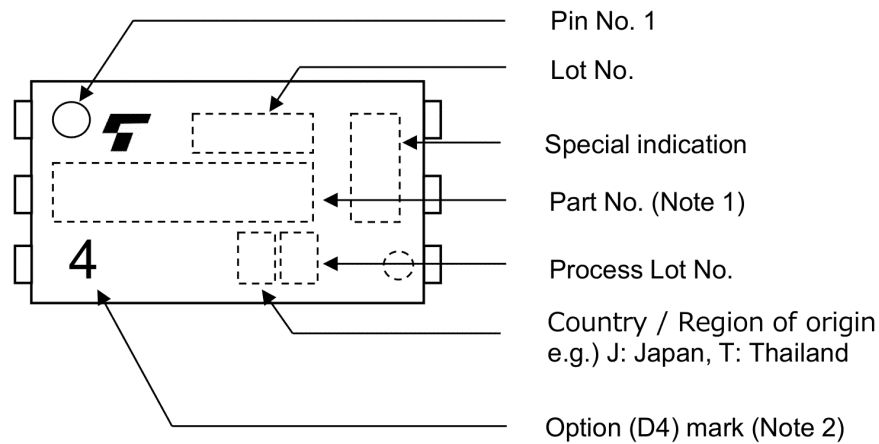 Pin No. 1
Lot No.
Special indication
Part No. (Note 1)
4
Process Lot No.
Country / Region of origin
e.g.) J: Japan, T: Thailand
Option (D4) mark (Note 2)